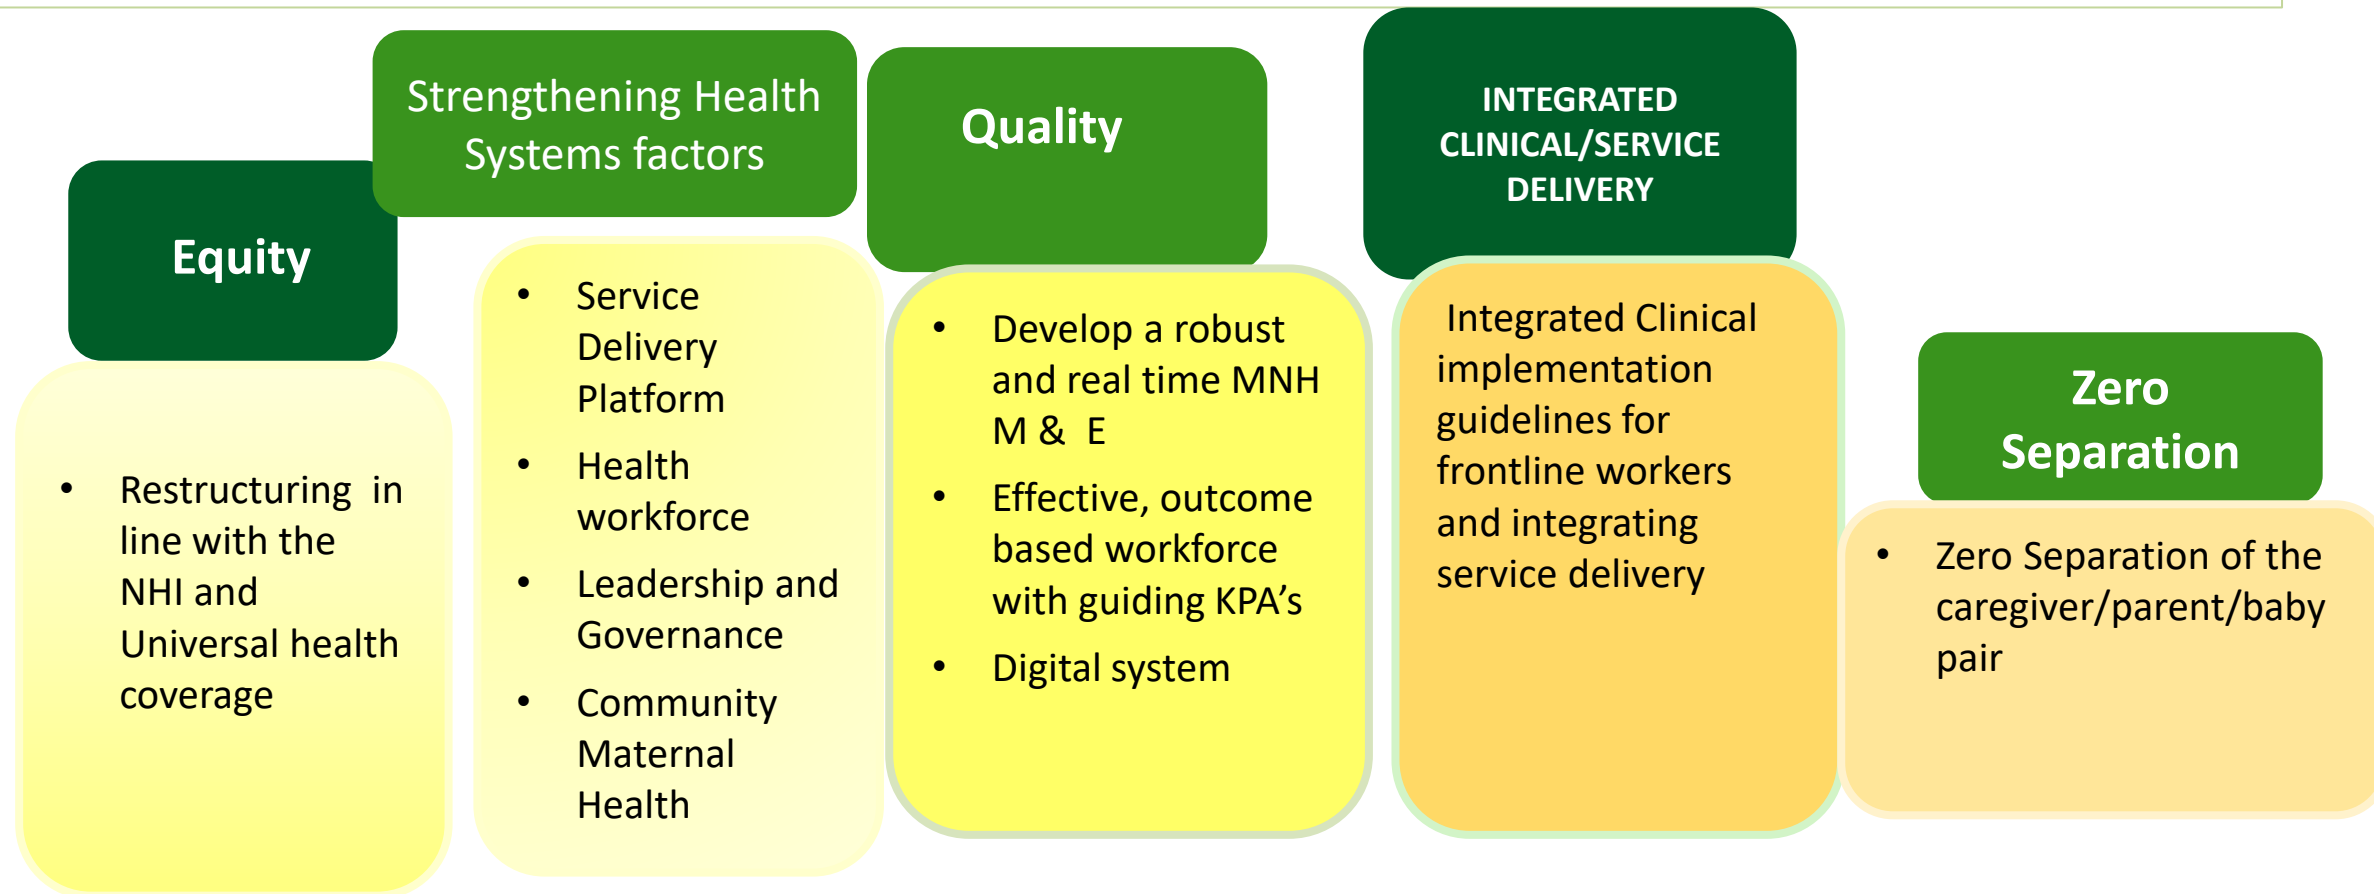 Equity
• Restructuring in
line with the
NHI and
Universal health
coverage
Strengthening Health
Systems factors
• Service
Delivery
Platform
• Health
workforce
• Leadership and
Governance
• Community
Maternal
Health
Quality
• Develop a robust
and real time MNH
M & E
• Effective, outcome
based workforce
with guiding KPA’s
• Digital system
INTEGRATED
CLINICAL/SERVICE
DELIVERY
Integrated Clinical
implementation
guidelines for
frontline workers
and integrating
service delivery
Zero
Separation
• Zero Separation of the
caregiver/parent/baby
pair